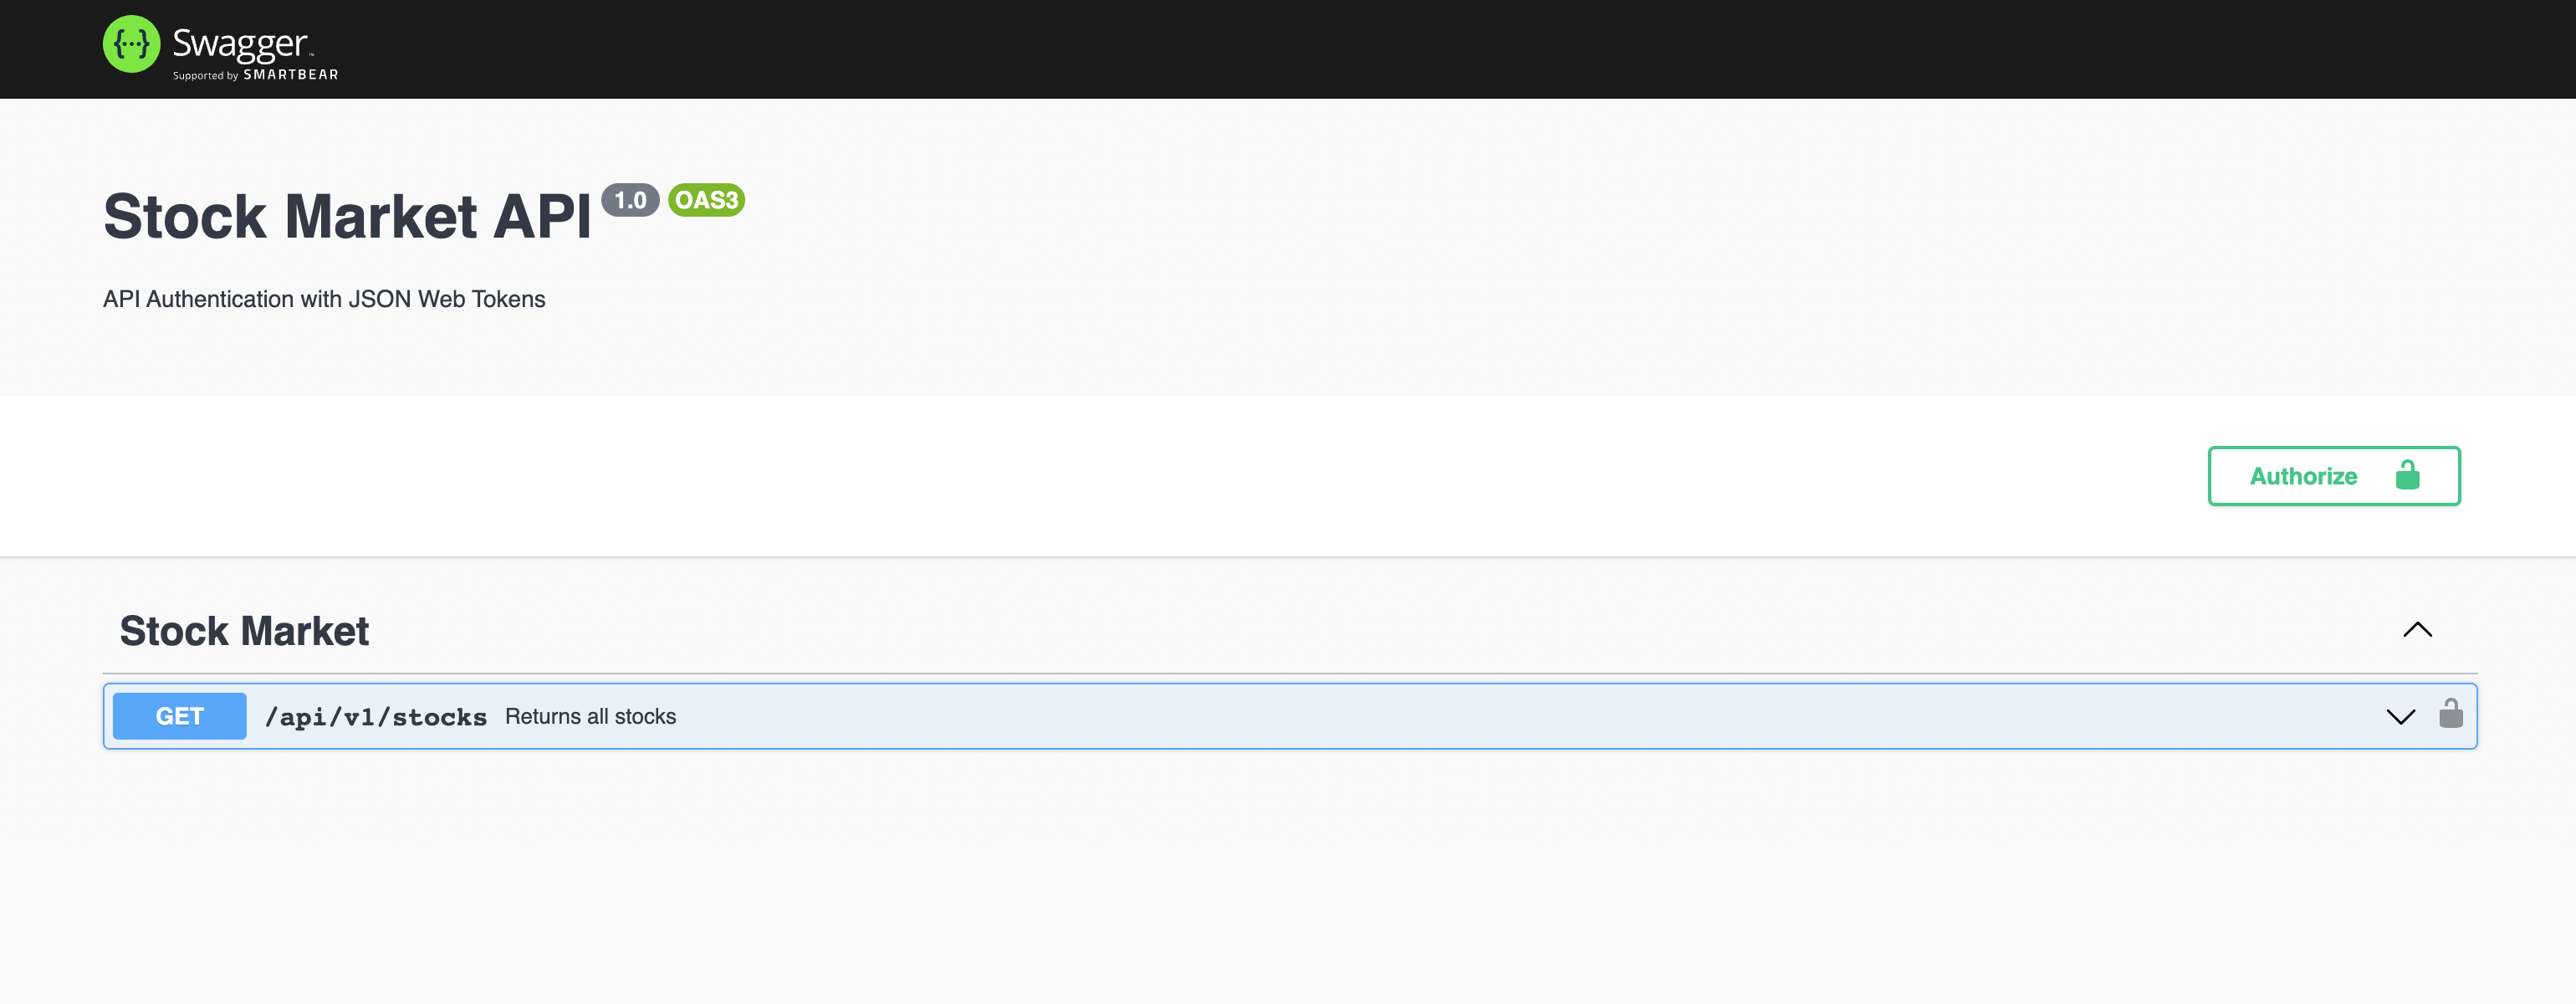 {···} Swagger™
Supported by SMARTBEAR
Stock Market API 1.0 OAS3
API Authentication with JSON Web Tokens
Authorize
Stock Market
GET /api/v1/stocks Returns all stocks